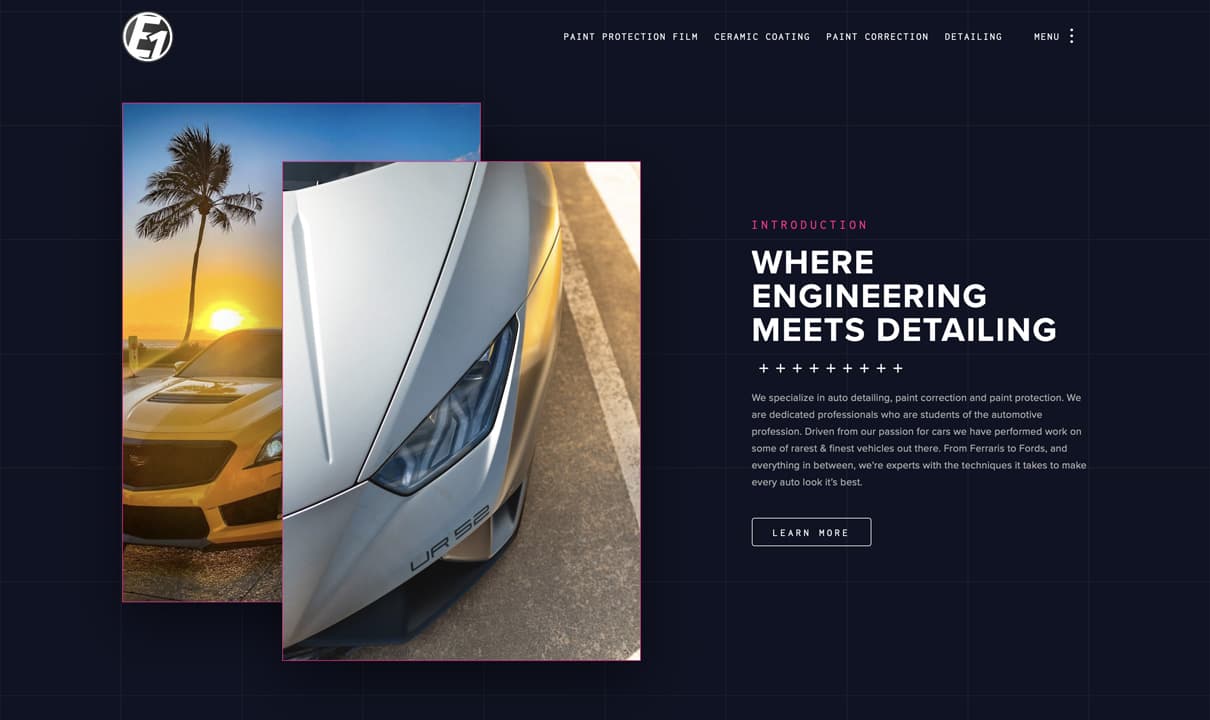 E1
PAINT PROTECTION FILM CERAMIC COATING PAINT CORRECTION DETAILING MENU
INTRODUCTION
WHERE
ENGINEERING
MEETS DETAILING
+ + + + + + + + +
We specialize in auto detailing, paint correction and paint protection. We
are dedicated professionals who are students of the automotive
profession. Driven from our passion for cars we have performed work on
some of rarest & finest vehicles out there. From Ferraris to Fords, and
everything in between, we're experts with the techniques it takes to make
every auto look it's best.
LEARN MORE
UR 52